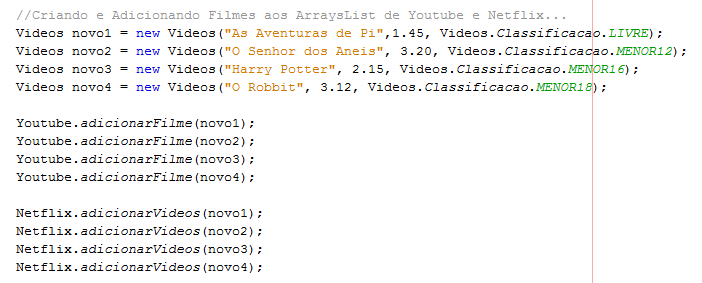 //Criando e Adicionando Filmes aos ArraysList de Youtube e Netflix...
Videos novo1 = new Videos("As Aventuras de Pi",1.45, Videos.Classificacao.LIVRE);
Videos novo2 = new Videos("O Senhor dos Aneis", 3.20, Videos.Classificacao.MENOR12);
Videos novo3 = new Videos("Harry Potter", 2.15, Videos.Classificacao.MENOR16);
Videos novo4 = new Videos("O Robbit", 3.12, Videos.Classificacao.MENOR18);
Youtube.adicionarFilme(novo1);
Youtube.adicionarFilme(novo2);
Youtube.adicionarFilme(novo3);
Youtube.adicionarFilme(novo4);
Netflix.adicionarVideos(novo1);
Netflix.adicionarVideos(novo2);
Netflix.adicionarVideos(novo3);
Netflix.adicionarVideos(novo4);